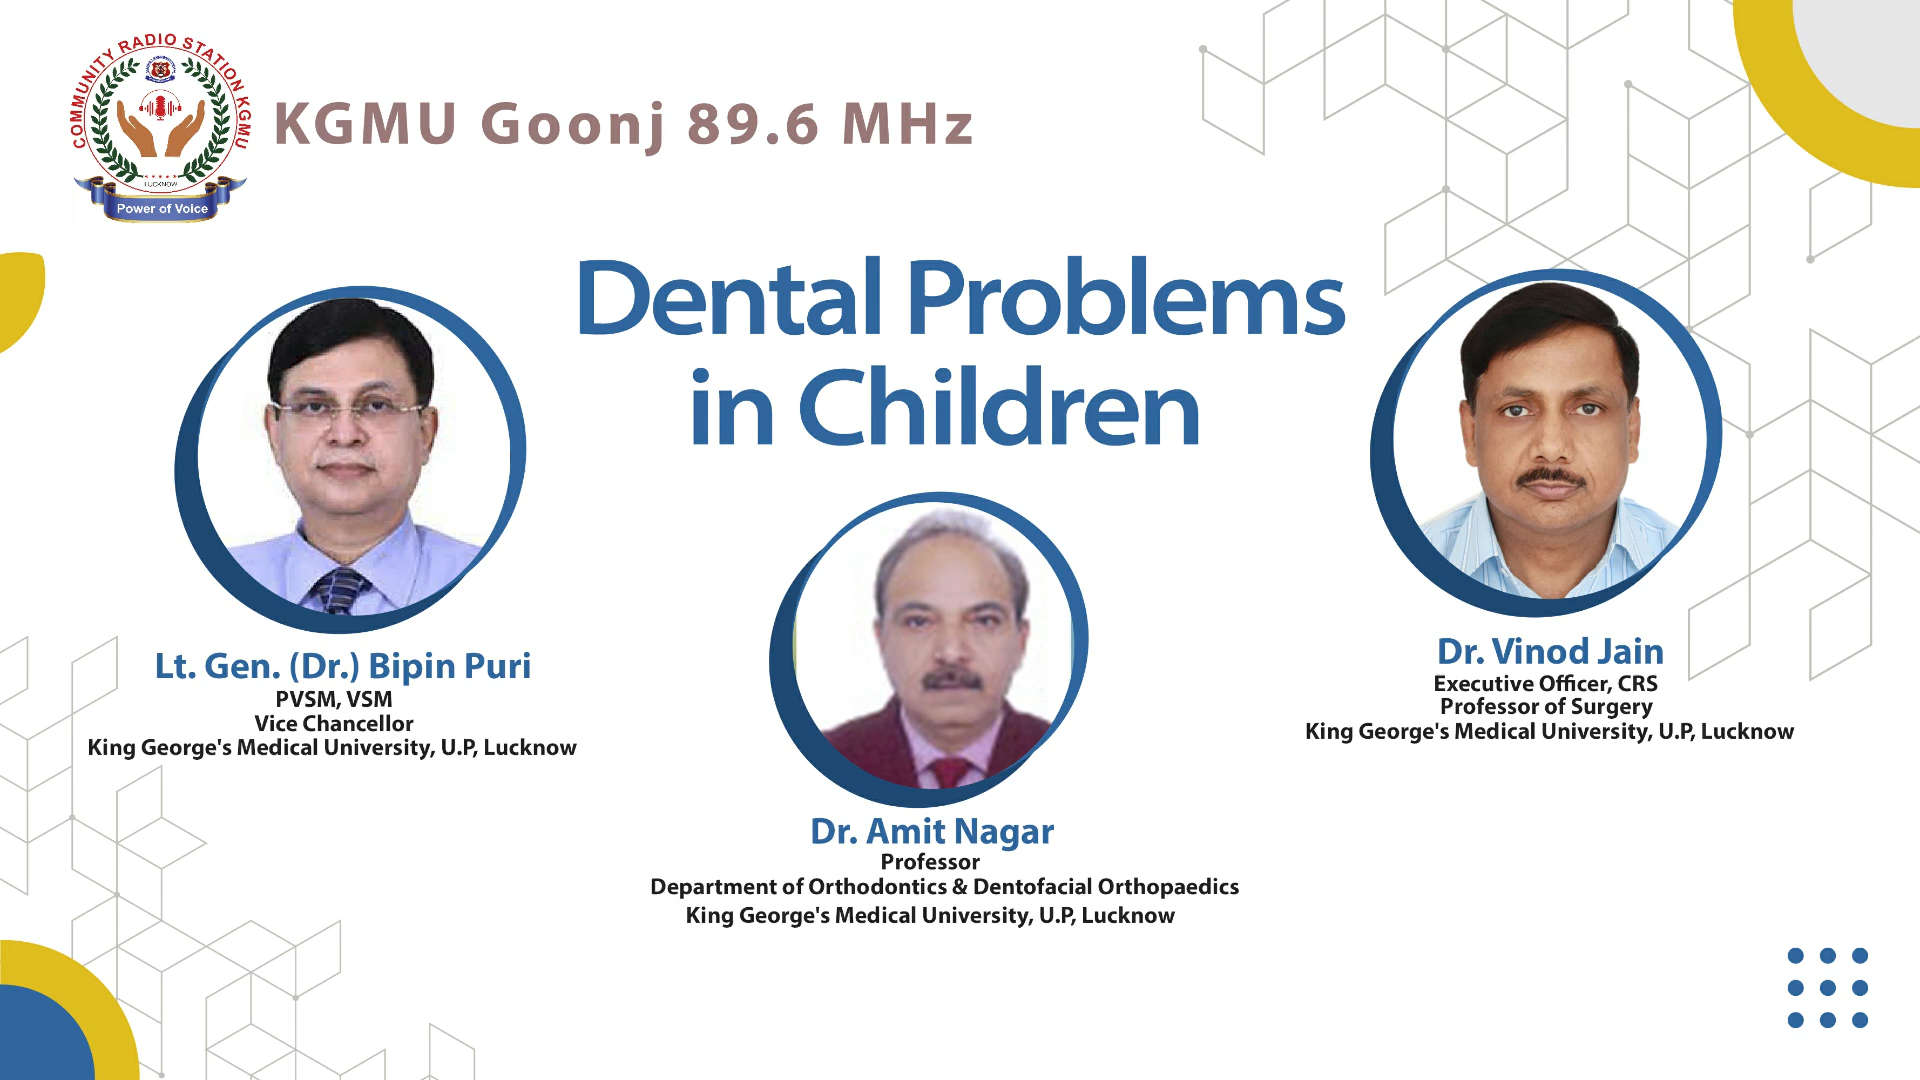 COMMUNITY RADIO STATION KGMU
LUCKNOW
Power of Voice
KGMU Goonj 89.6 MHz
Dental Problems
in Children
Lt. Gen. (Dr.) Bipin Puri
PVSM, VSM
Vice Chancellor
King George's Medical University, U.P, Lucknow
Dr. Amit Nagar
Professor
Department of Orthodontics & Dentofacial Orthopaedics
King George's Medical University, U.P, Lucknow
Dr. Vinod Jain
Executive Officer, CRS
Professor of Surgery
King George's Medical University, U.P, Lucknow